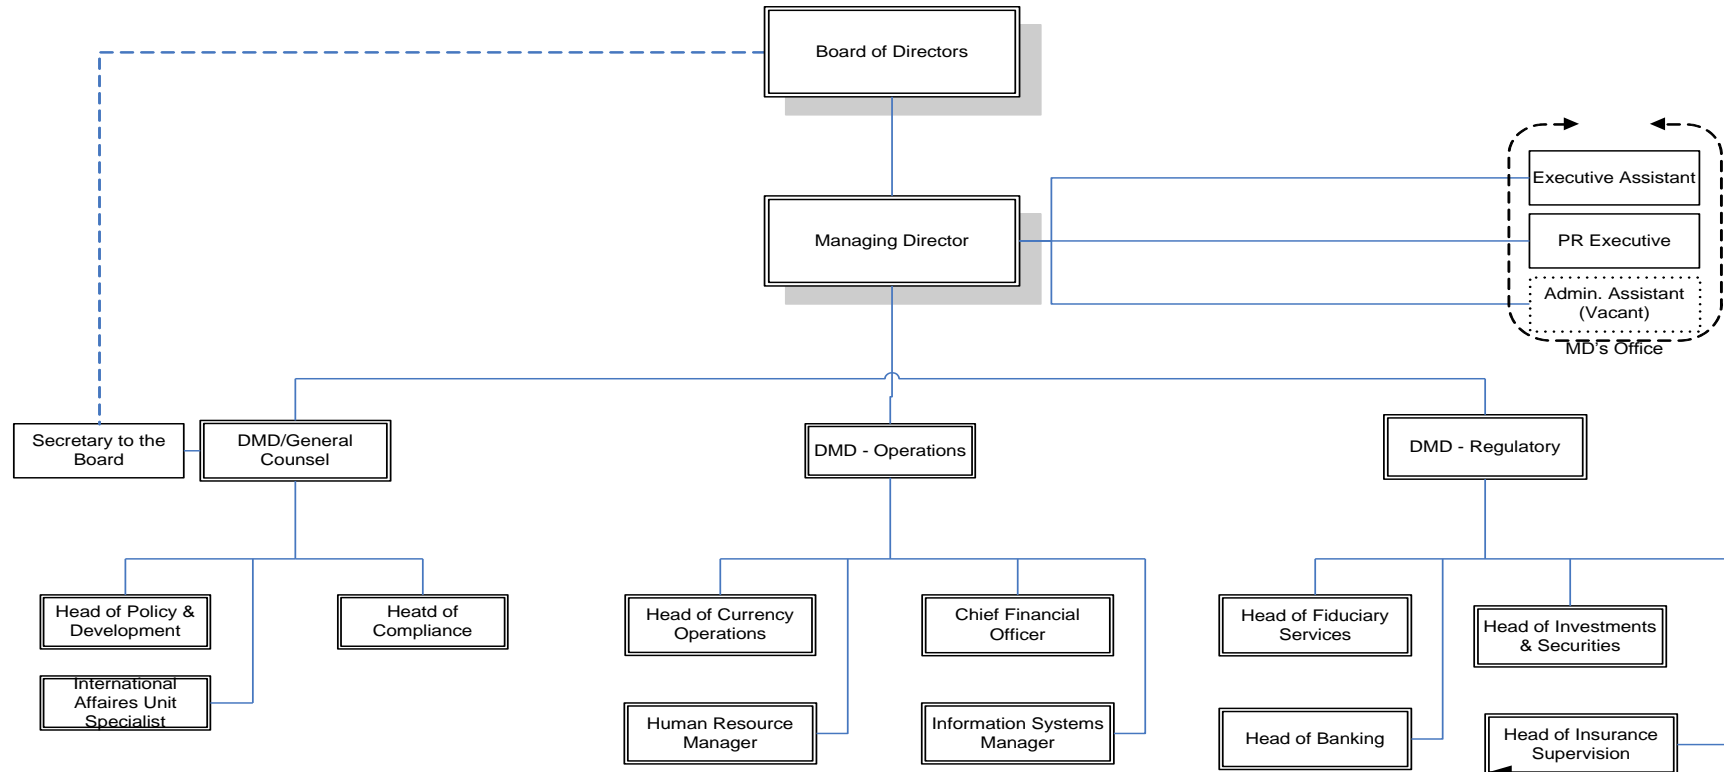 Board of Directors
Executive Assistant
Managing Director
PR Executive
Admin. Assistant
(Vacant)
MD's Office
Secretary to the
Board
DMD/General
Counsel
DMD - Operations
DMD - Regulatory
Head of Policy &
Development
Heatd of
Compliance
Head of Currency
Operations
Chief Financial
Officer
Head of Fiduciary
Services
Head of Investments
& Securities
International
Affaires Unit
Specialist
Human Resource
Manager
Information Systems
Manager
Head of Banking
Head of Insurance
Supervision